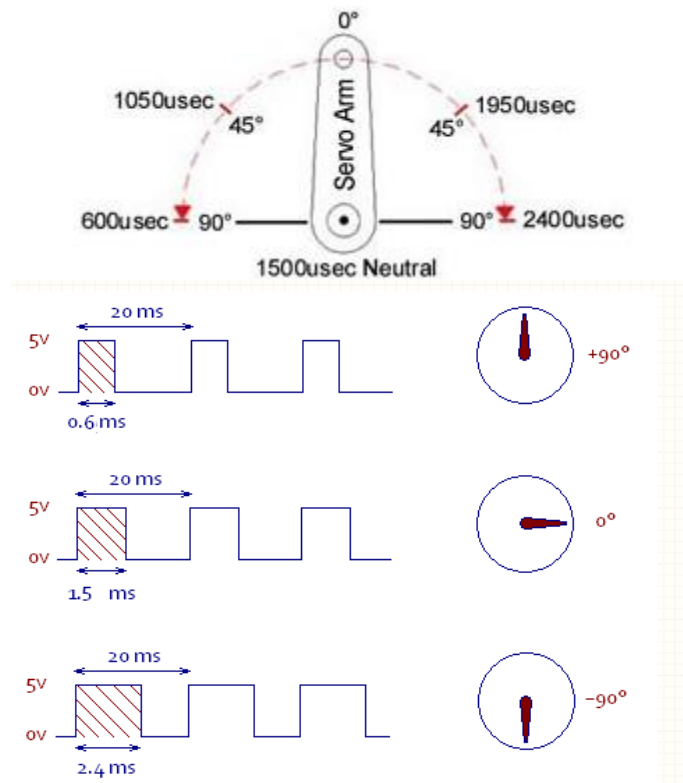 0°
1050usec
1950usec
45°
Servo Arm
45°
600usec
90°
90°
2400usec
1500usec Neutral
20 ms
5v
0v
0.6 ms
+90°
20 ms
5v
0v
1.5 ms
0°
20 ms
5v
0v
2.4 ms
-90°